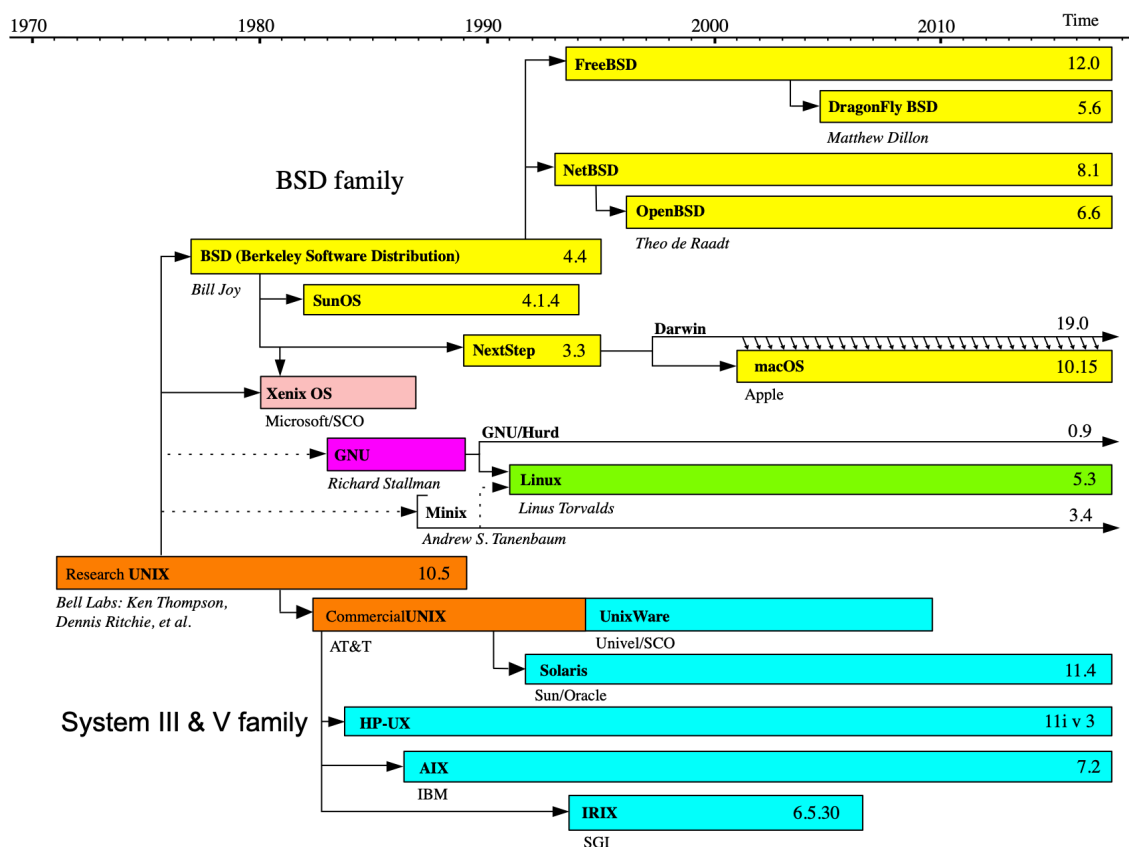 1970 1980 1990 2000 2010 Time
FreeBSD 12.0
DragonFly BSD 5.6
Matthew Dillon
BSD family
NetBSD 8.1
OpenBSD 6.6
Theo de Raadt
BSD (Berkeley Software Distribution) 4.4
Bill Joy
SunOS 4.1.4
Darwin 19.0
NextStep 3.3
macOS 10.15
Apple
Xenix OS
Microsoft/SCO
GNU/Hurd 0.9
GNU
Richard Stallman
Linux 5.3
Linus Torvalds
Minix 3.4
Andrew S. Tanenbaum
Research UNIX 10.5
Bell Labs: Ken Thompson,
Dennis Ritchie, et al.
CommercialUNIX UnixWare
AT&T Univel/SCO
Solaris 11.4
Sun/Oracle
System III & V family
HP-UX 11i v 3
AIX 7.2
IBM
IRIX 6.5.30
SGI